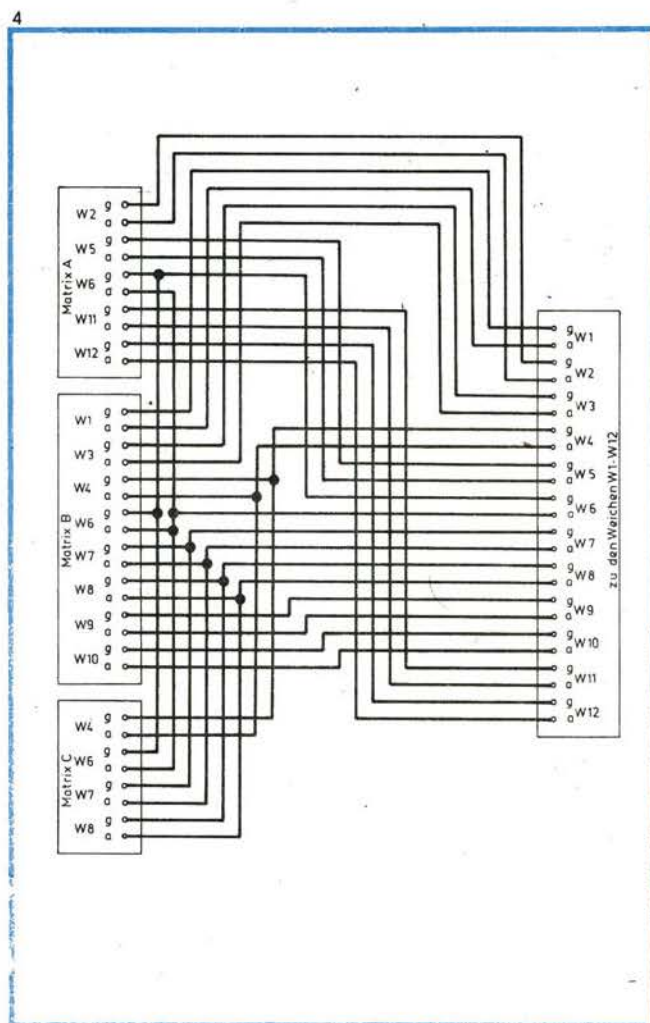 4
Matrix A
W2 g
a
W5 g
a
W6 g
a
W11 g
a
W12 g
a
Matrix B
W1 g
a
W3 g
a
W4 g
a
W6 g
a
W7 g
a
W8 g
a
W9 g
a
W10 g
a
Matrix C
W4 g
a
W6 g
a
W7 g
a
W8 g
a
zu den Weichen W1-W12
g W1
a
g W2
a
g W3
a
g W4
a
g W5
a
g W6
a
g W7
a
g W8
a
g W9
a
g W10
a
g W11
a
g W12
a